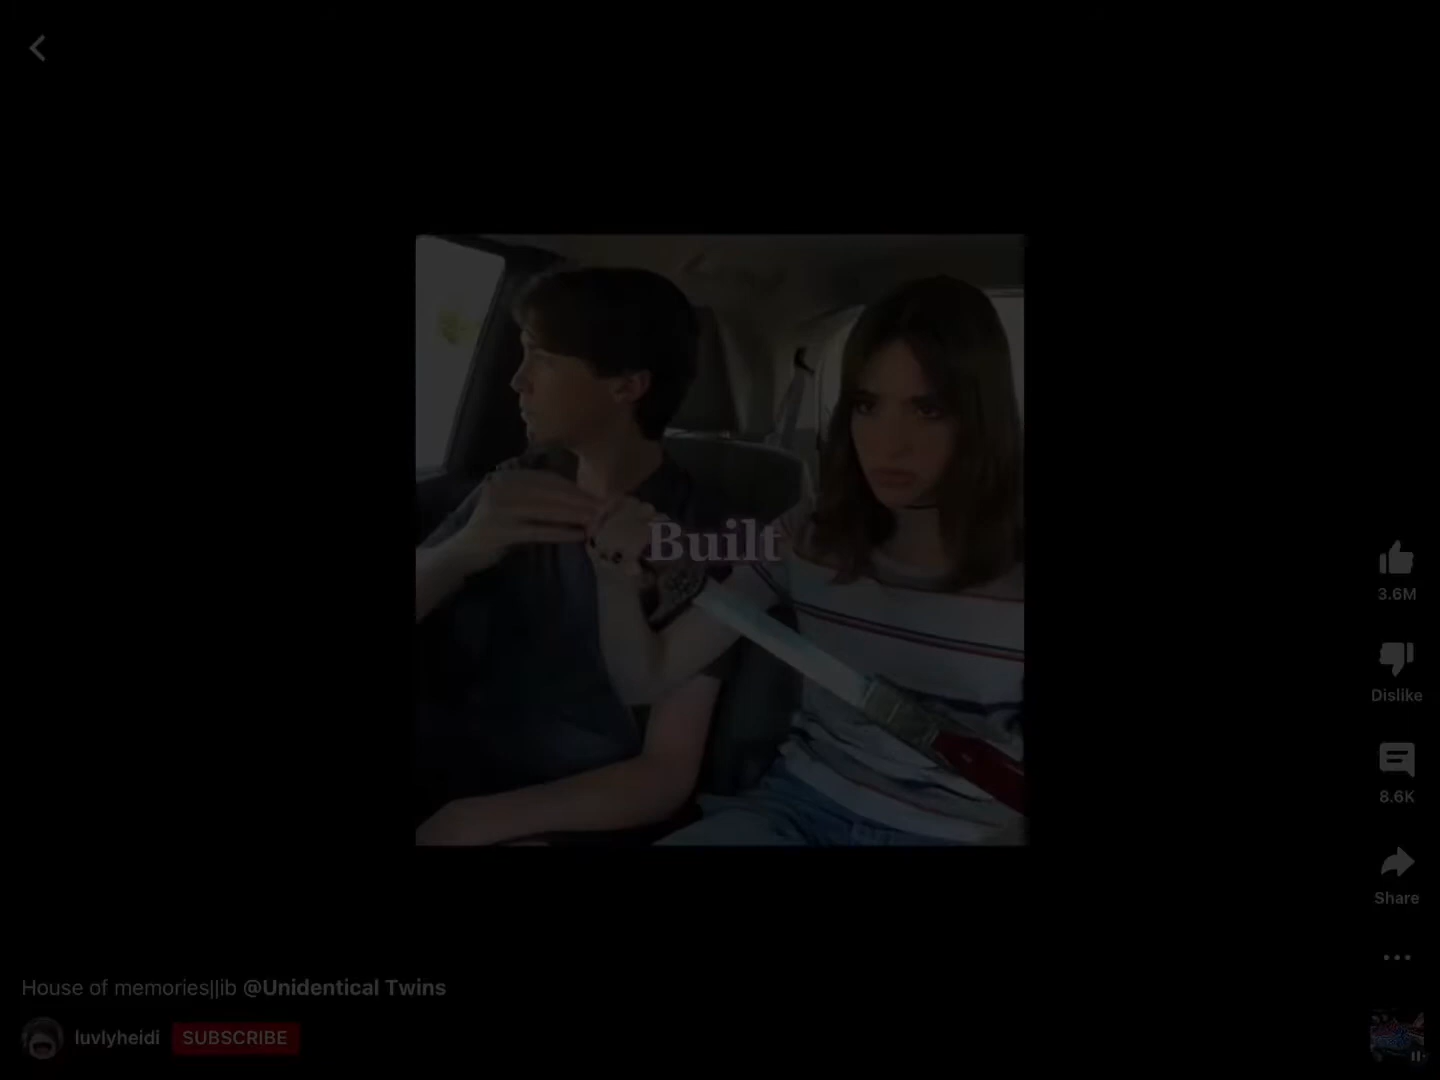 Built
3.6M
Dislike
8.6K
Share
House of memories||ib @Unidentical Twins
luvlyheidi SUBSCRIBE